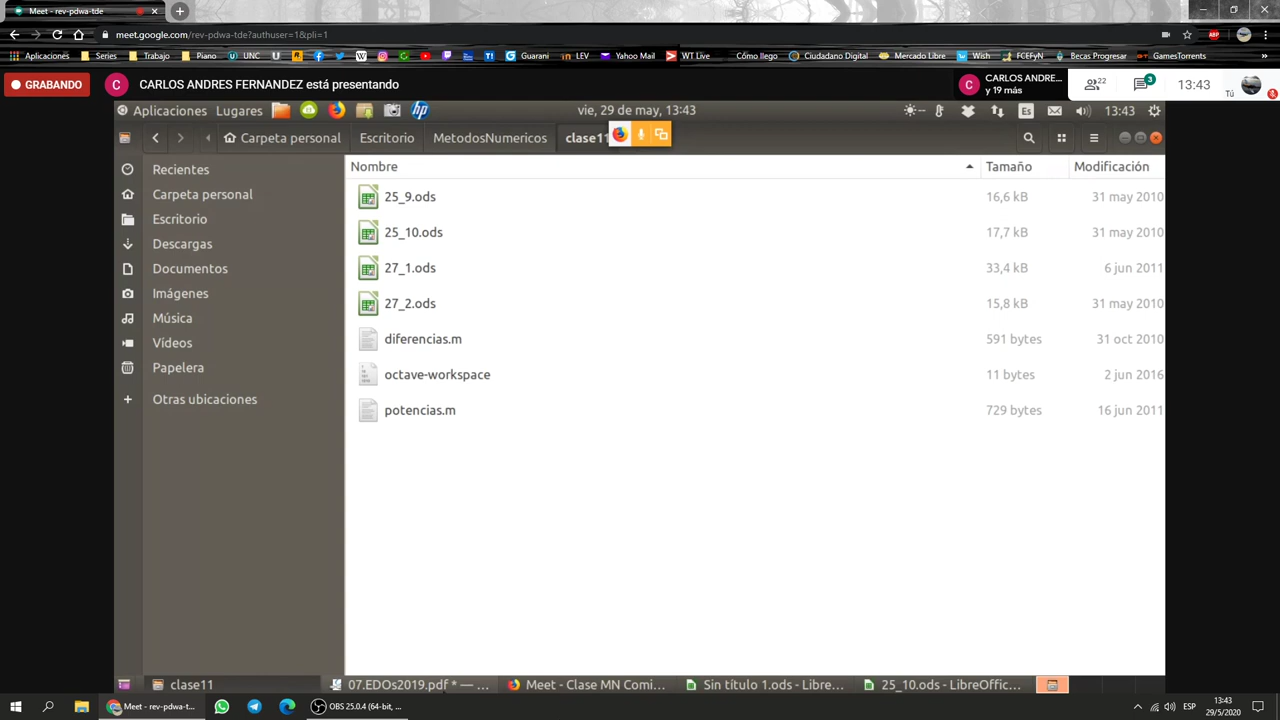 Meet - rev-pdwa-tde
meet.google.com/rev-pdwa-tde?authuser=1&pli=1
Aplicaciones Series Trabajo Piano UNC Guarani LEV Yahoo Mail WT Live Cómo llego Ciudadano Digital Mercado Libre Wish FCEFyN Becas Progresar GamesTorrents »
GRABANDO
C CARLOS ANDRES FERNANDEZ está presentando
C CARLOS ANDRE...
y 19 más
22
3
13:43
Tú
Aplicaciones Lugares vie, 29 de may, 13:43 Es 13:43
Carpeta personal Escritorio MetodosNumericos clase11
Nombre Tamaño Modificación
Recientes
Carpeta personal
Escritorio
Descargas
Documentos
Imágenes
Música
Vídeos
Papelera
Otras ubicaciones
25_9.ods 16,6 kB 31 may 2010
25_10.ods 17,7 kB 31 may 2010
27_1.ods 33,4 kB 6 jun 2011
27_2.ods 15,8 kB 31 may 2010
diferencias.m 591 bytes 31 oct 2010
octave-workspace 11 bytes 2 jun 2016
potencias.m 729 bytes 16 jun 2011
clase11 07.EDOs2019.pdf * — ... Meet - Clase MN Comi... Sin título 1.ods - Libre... 25_10.ods - LibreOffic...
Meet - rev-pdwa-t... OBS 25.0.4 (64-bit, ... ESP
13:43
29/5/2020